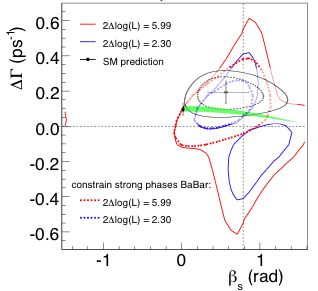 ΔΓ (ps⁻¹)
0.6
0.4
0.2
0.0
-0.2
-0.4
-0.6
2Δlog(L) = 5.99
2Δlog(L) = 2.30
SM prediction
constrain strong phases BaBar:
2Δlog(L) = 5.99
2Δlog(L) = 2.30
-1 0 1
βₛ (rad)